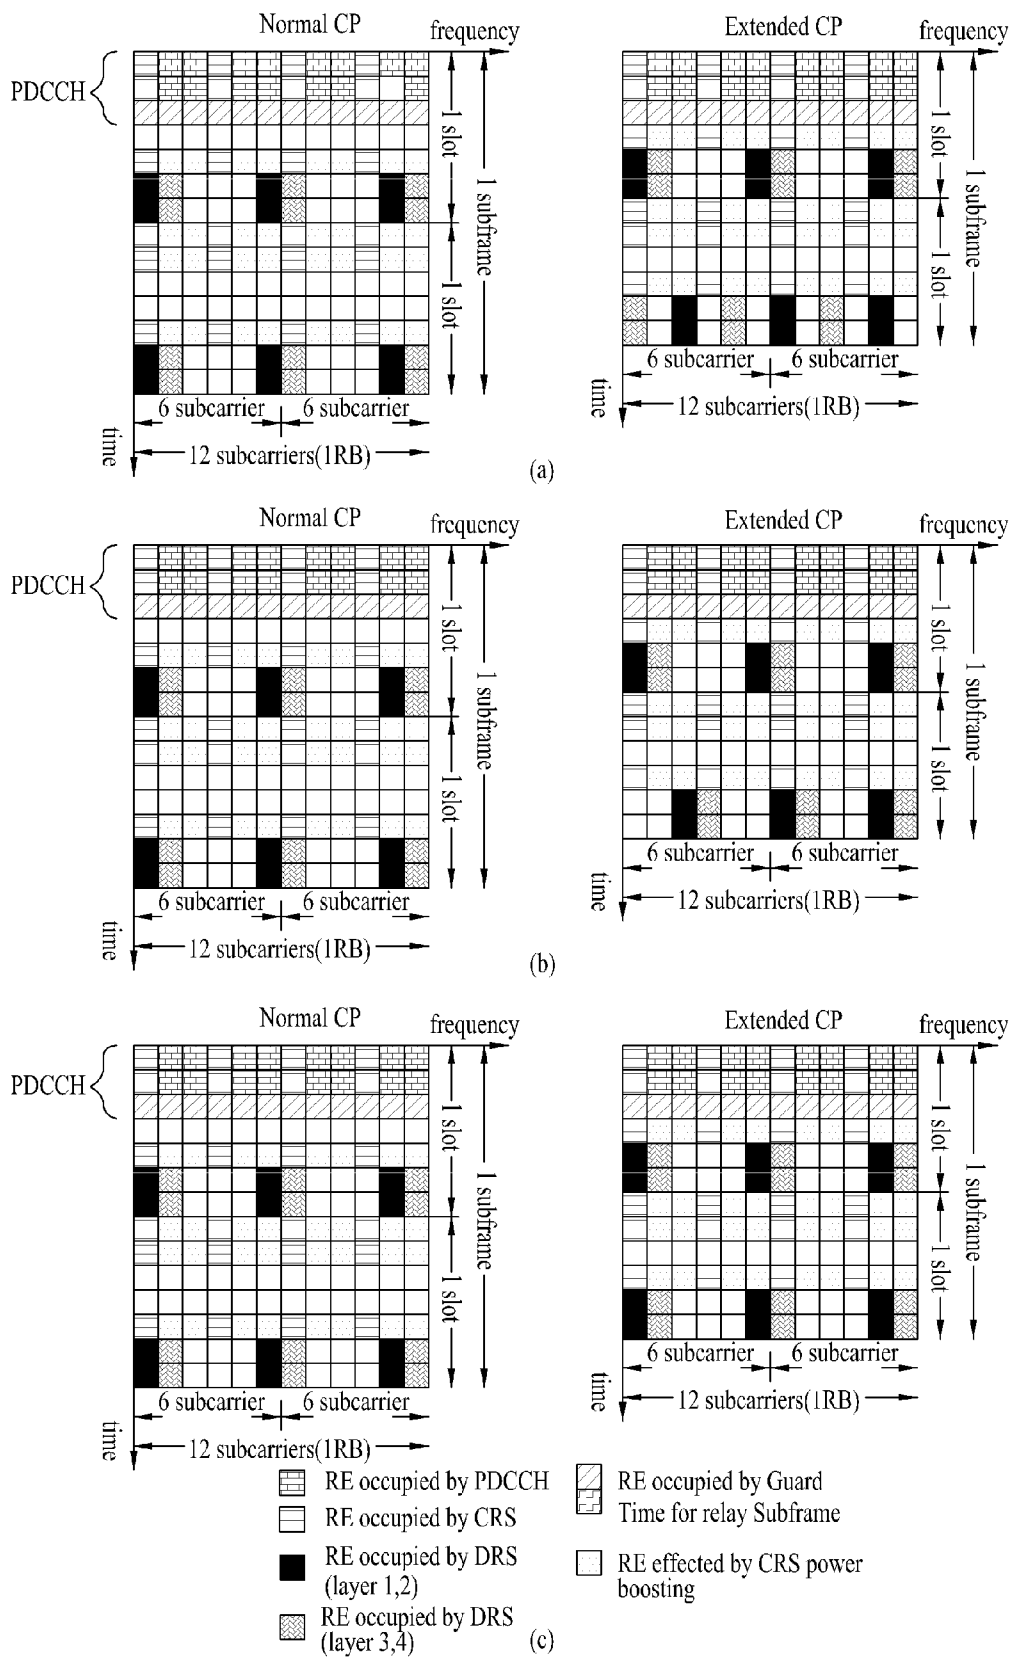 Normal CP
frequency
Extended CP
frequency
PDCCH
1 slot
1 slot
1 subframe
1 slot
1 slot
1 subframe
6 subcarrier
6 subcarrier
12 subcarriers(1RB)
time
6 subcarrier
6 subcarrier
12 subcarriers(1RB)
time
(a)
Normal CP
frequency
Extended CP
frequency
PDCCH
1 slot
1 slot
1 subframe
1 slot
1 slot
1 subframe
6 subcarrier
6 subcarrier
12 subcarriers(1RB)
time
6 subcarrier
6 subcarrier
12 subcarriers(1RB)
time
(b)
Normal CP
frequency
Extended CP
frequency
PDCCH
1 slot
1 slot
1 subframe
1 slot
1 slot
1 subframe
6 subcarrier
6 subcarrier
12 subcarriers(1RB)
time
6 subcarrier
6 subcarrier
12 subcarriers(1RB)
time
RE occupied by PDCCH
RE occupied by CRS
RE occupied by DRS
(layer 1,2)
RE occupied by DRS
(layer 3,4)
RE occupied by Guard
Time for relay Subframe
RE effected by CRS power
boosting
(c)